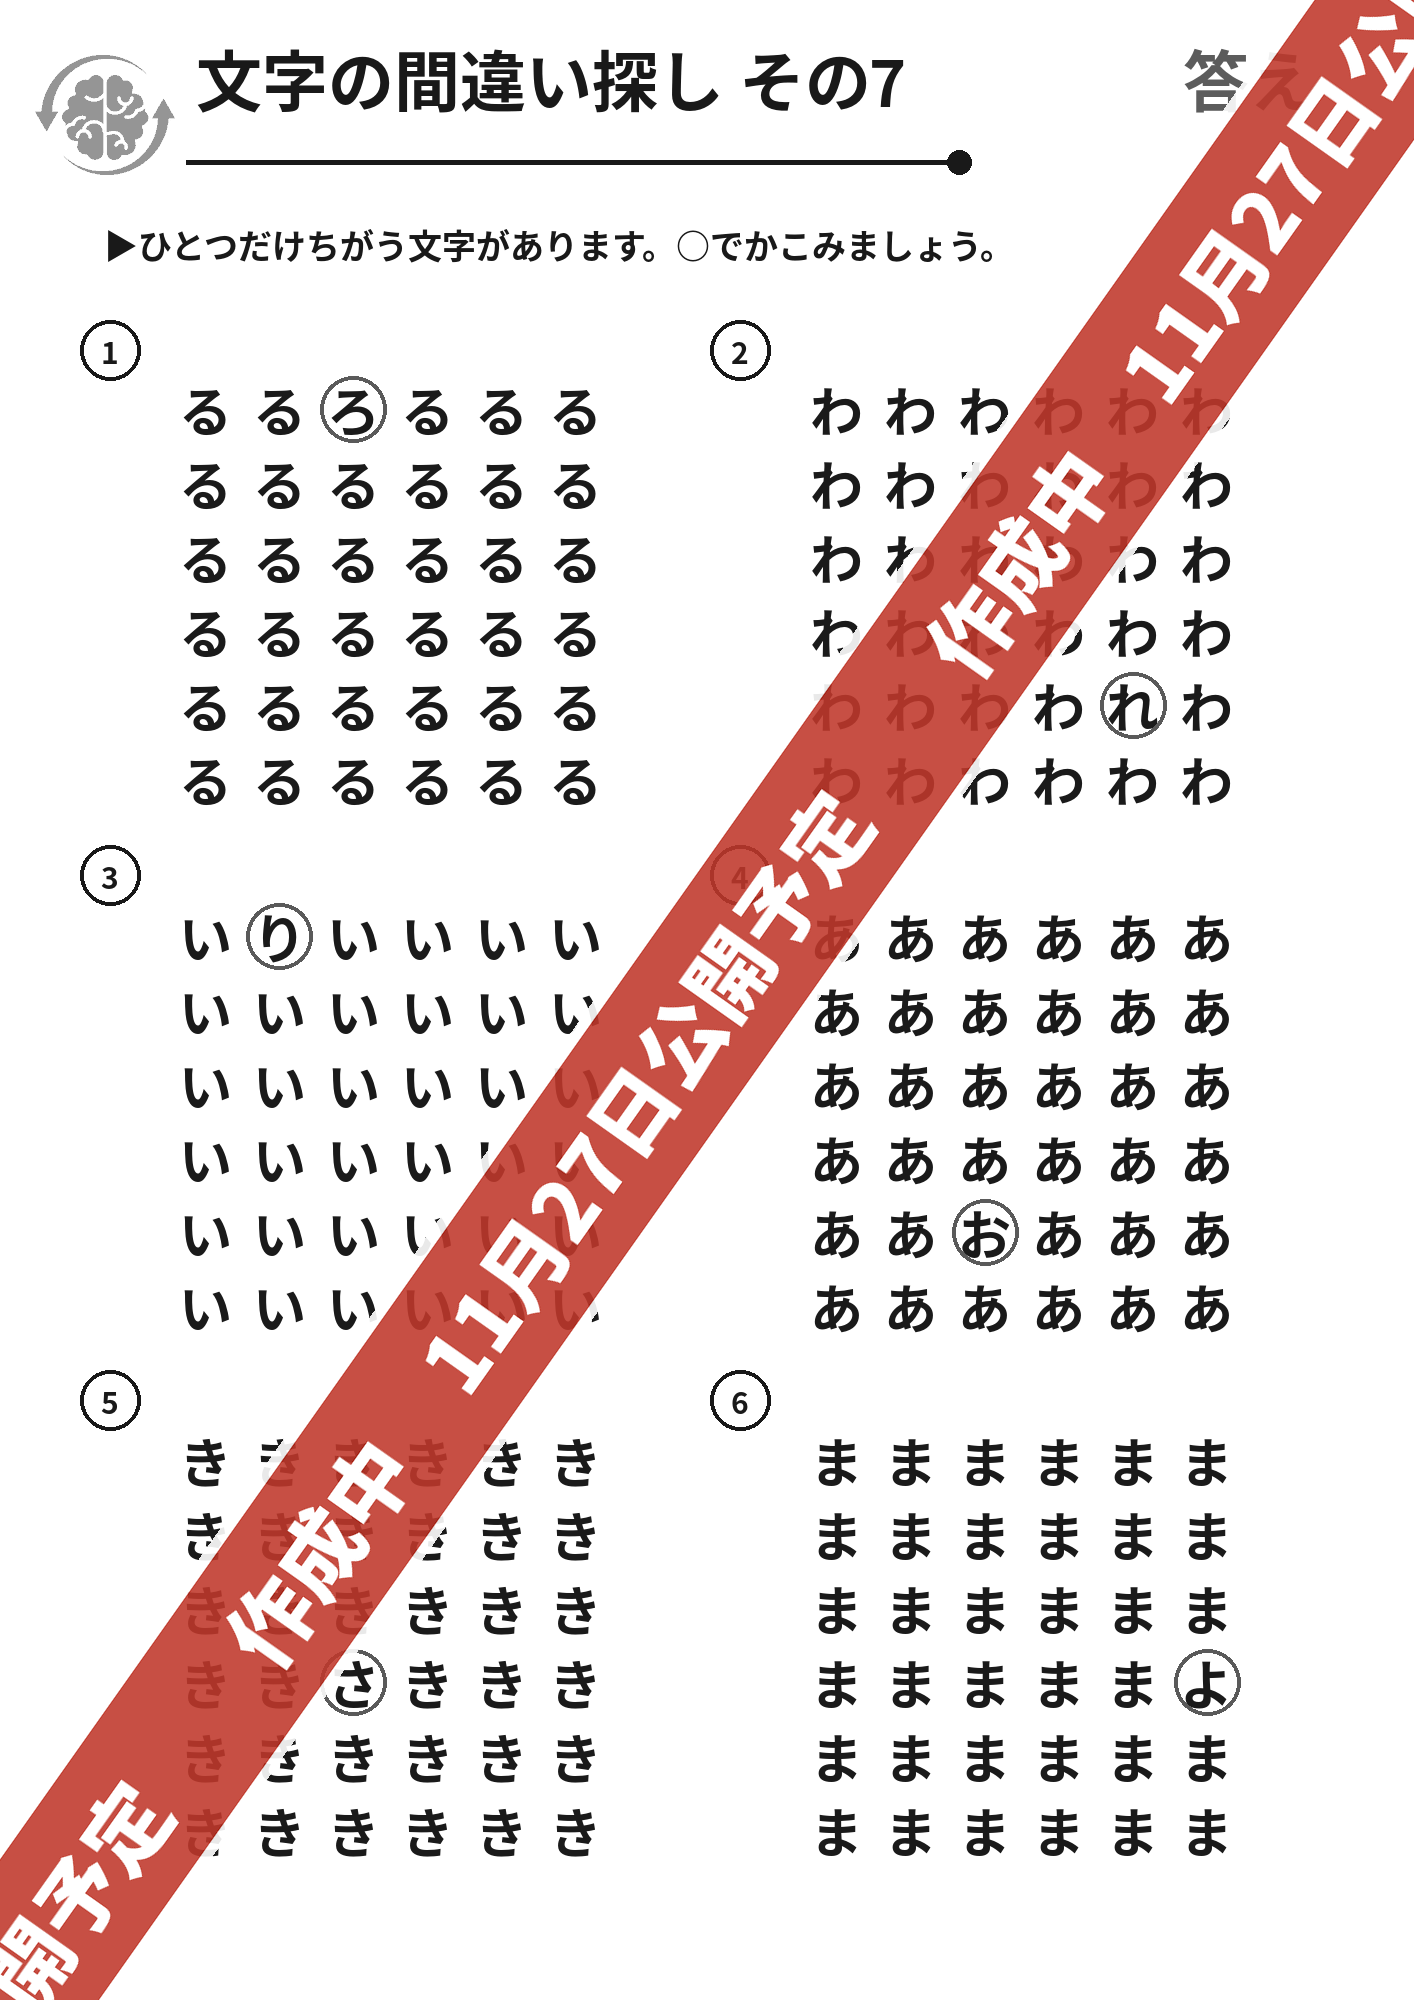 文字の間違い探し その7
答え
▶ひとつだけちがう文字があります。○でかこみましょう。
1
る る ろ る る る
る る る る る る
る る る る る る
る る る る る る
る る る る る る
る る る る る る
2
わ わ わ わ わ わ
わ わ わ わ わ わ
わ わ わ わ わ わ
わ わ わ わ わ わ
わ わ わ わ れ わ
わ わ わ わ わ わ
3
い り い い い い
い い い い い い
い い い い い い
い い い い い い
い い い い い い
い い い い い い
4
あ あ あ あ あ あ
あ あ あ あ あ あ
あ あ あ あ あ あ
あ あ あ あ あ あ
あ あ お あ あ あ
あ あ あ あ あ あ
5
き き き き き き
き き き き き き
き き き き き き
き き さ き き き
き き き き き き
き き き き き き
6
ま ま ま ま ま ま
ま ま ま ま ま ま
ま ま ま ま ま ま
ま ま ま ま ま よ
ま ま ま ま ま ま
ま ま ま ま ま ま
開予定 作成中 11月27日公開予定 作成中 11月27日公